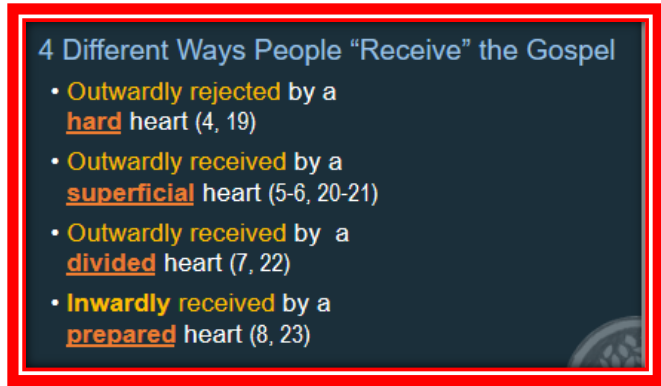 4 Different Ways People “Receive” the Gospel
• Outwardly rejected by a
hard heart (4, 19)
• Outwardly received by a
superficial heart (5-6, 20-21)
• Outwardly received by a
divided heart (7, 22)
• Inwardly received by a
prepared heart (8, 23)